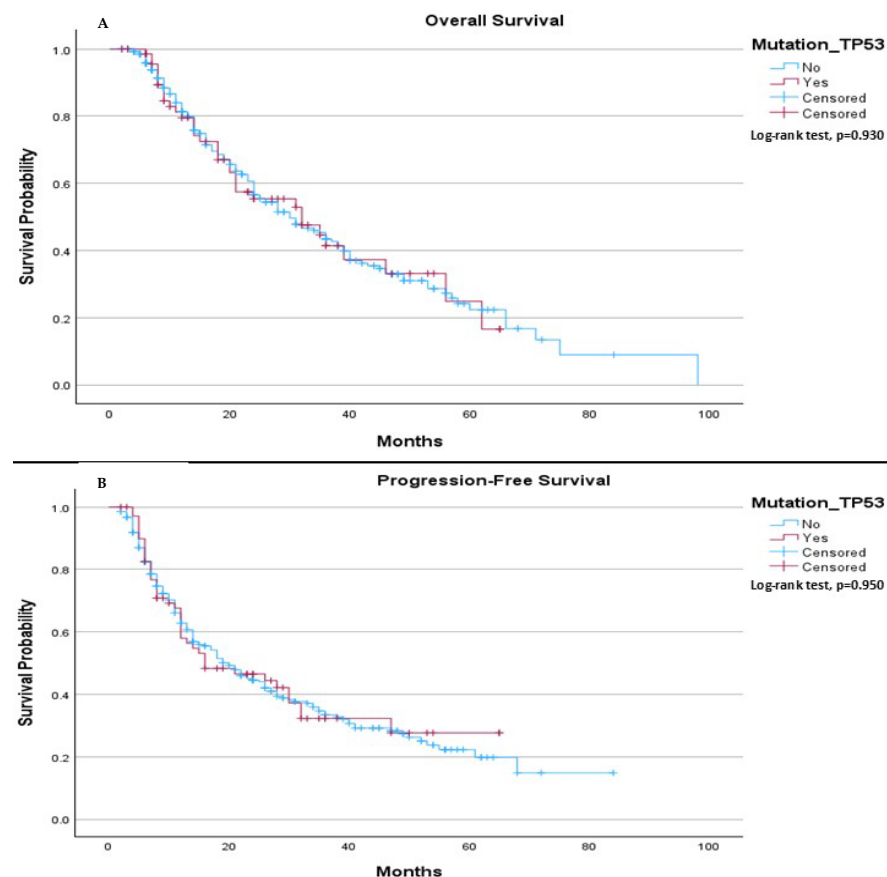 A
Overall Survival
Mutation_TP53
No
Yes
Censored
Censored
Log-rank test, p=0.930
Survival Probability
1.0
0.8
0.6
0.4
0.2
0.0
0 20 40 60 80 100
Months
B
Progression-Free Survival
Mutation_TP53
No
Yes
Censored
Censored
Log-rank test, p=0.950
Survival Probability
1.0
0.8
0.6
0.4
0.2
0.0
0 20 40 60 80 100
Months